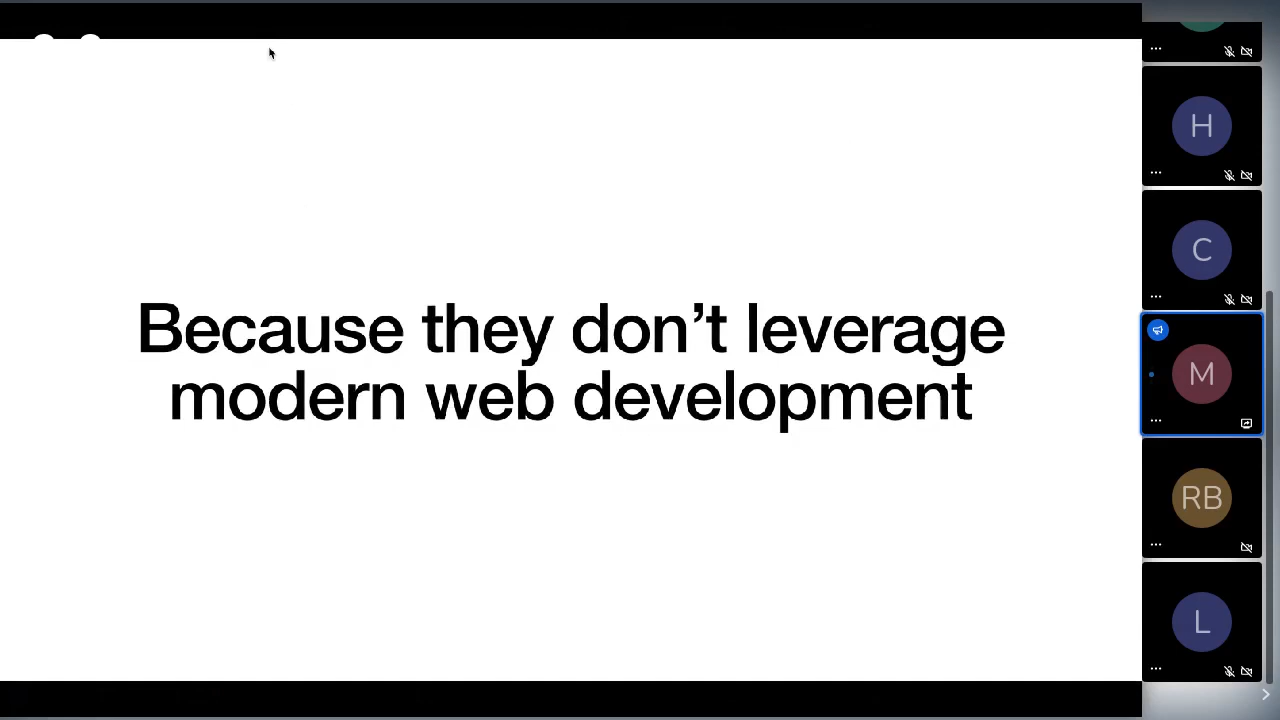 Because they don’t leverage
modern web development
H
C
M
RB
L